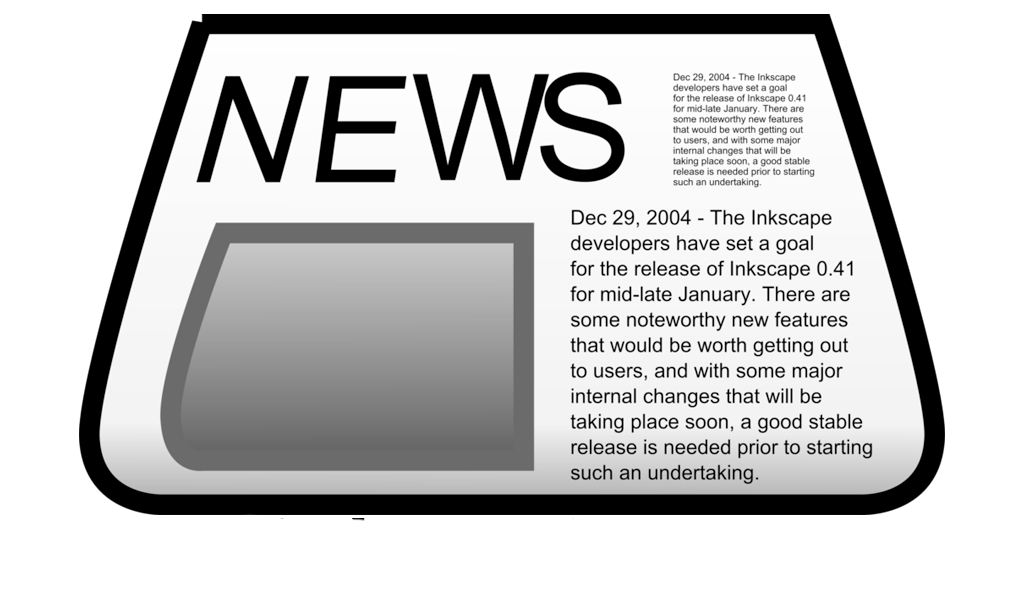 NEWS
Dec 29, 2004 - The Inkscape
developers have set a goal
for the release of Inkscape 0.41
for mid-late January. There are
some noteworthy new features
that would be worth getting out
to users, and with some major
internal changes that will be
taking place soon, a good stable
release is needed prior to starting
such an undertaking.
Dec 29, 2004 - The Inkscape
developers have set a goal
for the release of Inkscape 0.41
for mid-late January. There are
some noteworthy new features
that would be worth getting out
to users, and with some major
internal changes that will be
taking place soon, a good stable
release is needed prior to starting
such an undertaking.